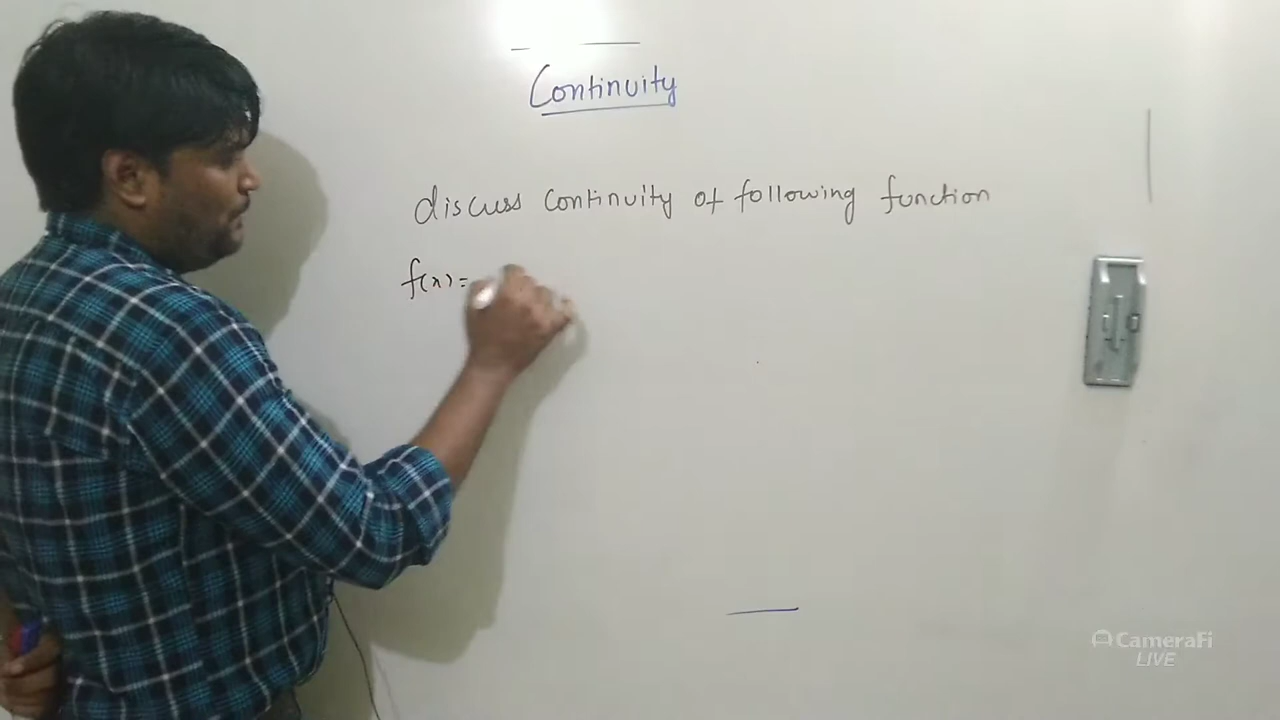 Continuity
discuss continuity of following function
f(x)=
CameraFi
LIVE